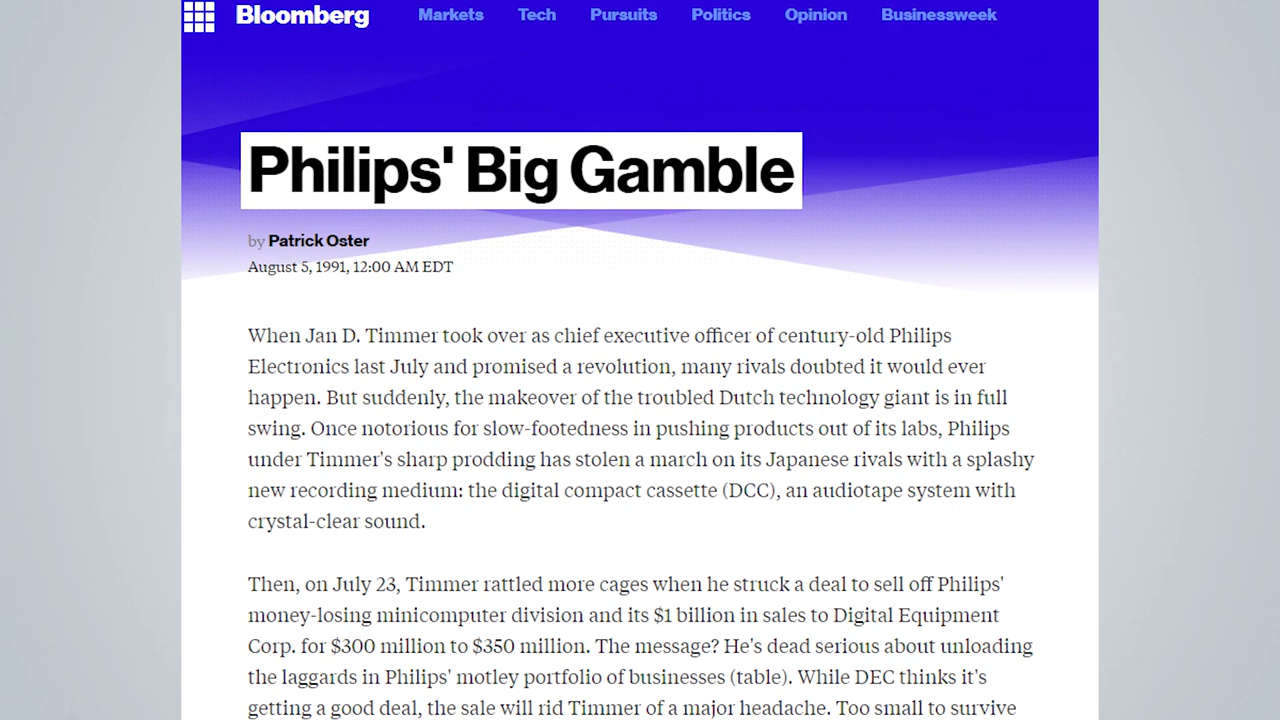 Bloomberg Markets Tech Pursuits Politics Opinion Businessweek
Philips' Big Gamble
by Patrick Oster
August 5, 1991, 12:00 AM EDT
When Jan D. Timmer took over as chief executive officer of century-old Philips
Electronics last July and promised a revolution, many rivals doubted it would ever
happen. But suddenly, the makeover of the troubled Dutch technology giant is in full
swing. Once notorious for slow-footedness in pushing products out of its labs, Philips
under Timmer's sharp prodding has stolen a march on its Japanese rivals with a splashy
new recording medium: the digital compact cassette (DCC), an audiotape system with
crystal-clear sound.
Then, on July 23, Timmer rattled more cages when he struck a deal to sell off Philips'
money-losing minicomputer division and its $1 billion in sales to Digital Equipment
Corp. for $300 million to $350 million. The message? He's dead serious about unloading
the laggards in Philips' motley portfolio of businesses (table). While DEC thinks it's
getting a good deal, the sale will rid Timmer of a major headache. Too small to survive